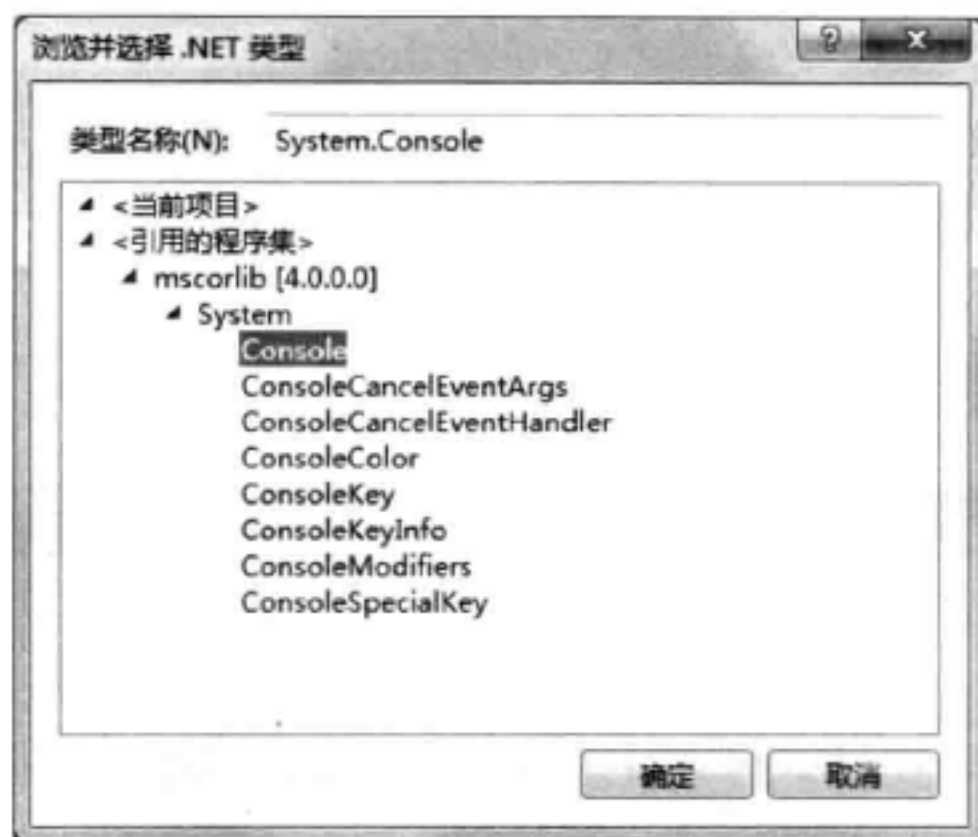 浏览并选择 .NET 类型
类型名称(N): System.Console
<当前项目>
<引用的程序集>
mscorlib [4.0.0.0]
System
Console
ConsoleCancelEventArgs
ConsoleCancelEventHandler
ConsoleColor
ConsoleKey
ConsoleKeyInfo
ConsoleModifiers
ConsoleSpecialKey
确定 取消